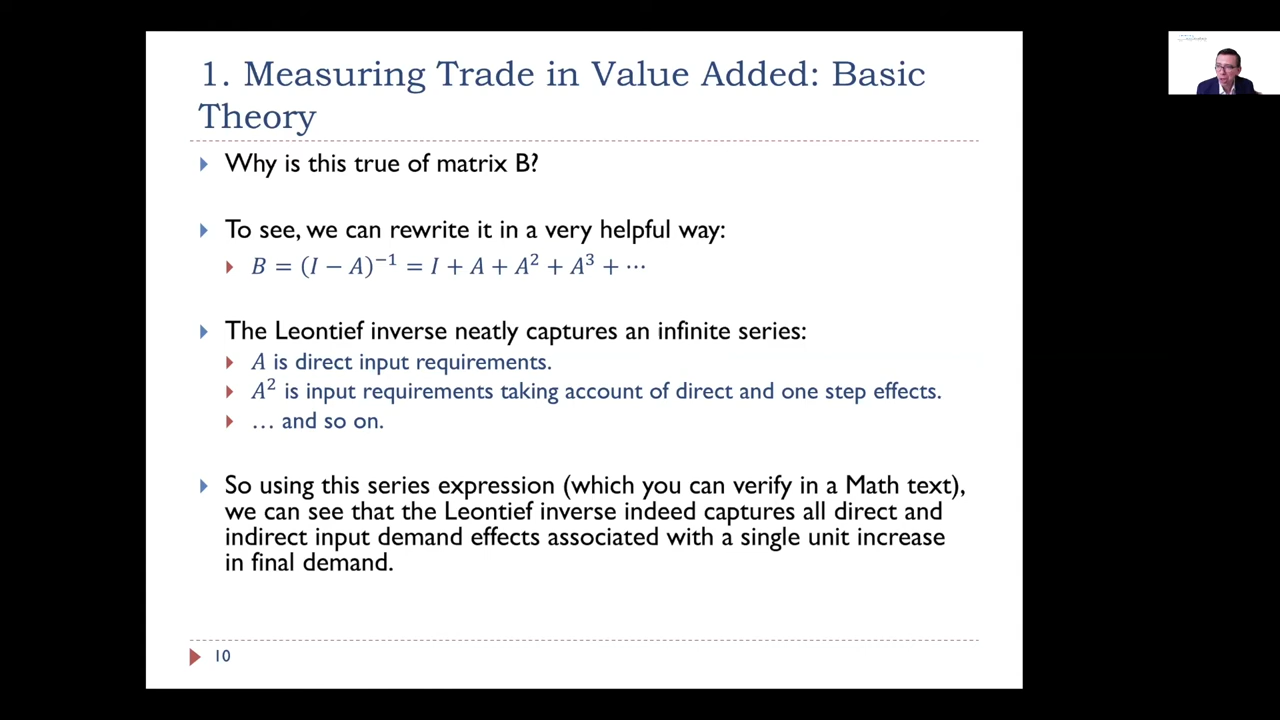 1. Measuring Trade in Value Added: Basic
Theory
Why is this true of matrix B?
To see, we can rewrite it in a very helpful way:
B = (I − A)⁻¹ = I + A + A² + A³ + ⋯
The Leontief inverse neatly captures an infinite series:
A is direct input requirements.
A² is input requirements taking account of direct and one step effects.
… and so on.
So using this series expression (which you can verify in a Math text),
we can see that the Leontief inverse indeed captures all direct and
indirect input demand effects associated with a single unit increase
in final demand.
10